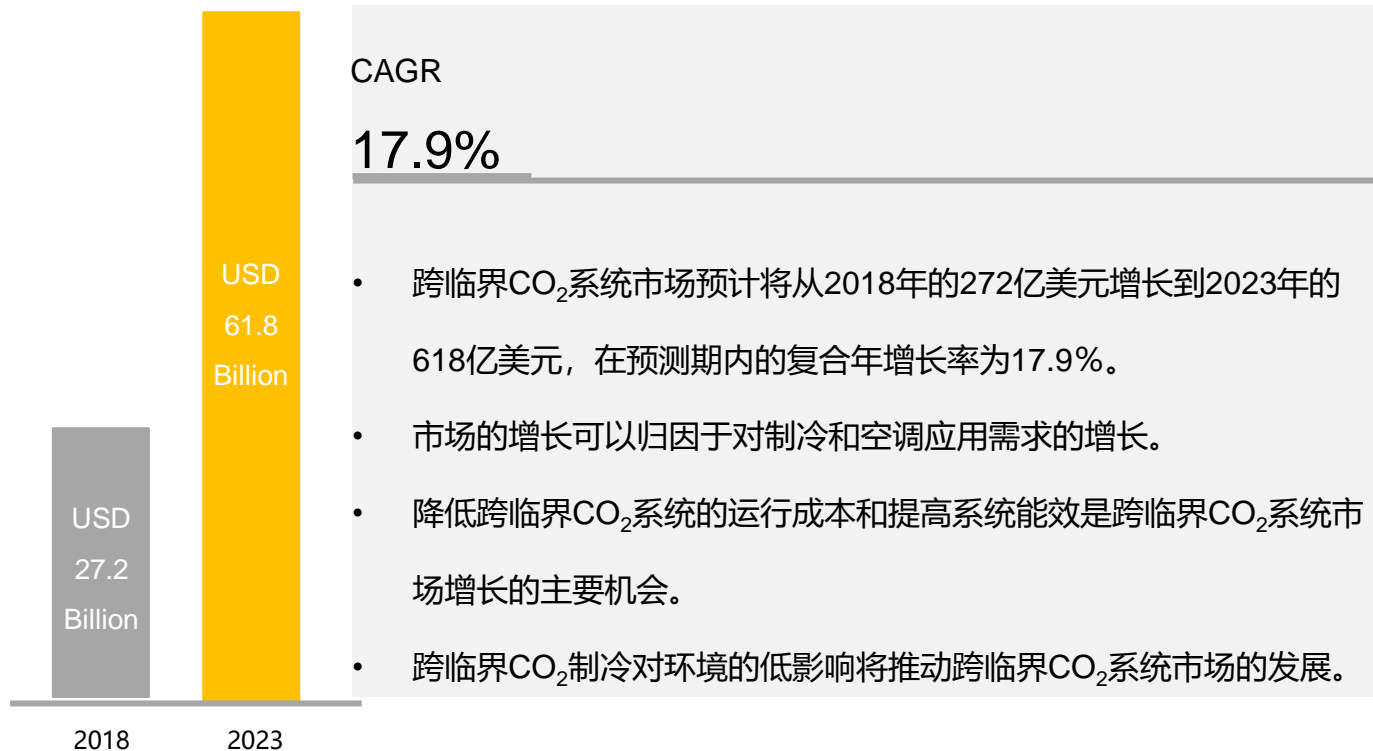 CAGR
17.9%
USD
61.8
Billion
USD
27.2
Billion
• 跨临界CO₂系统市场预计将从2018年的272亿美元增长到2023年的
618亿美元，在预测期内的复合年增长率为17.9%。
• 市场的增长可以归因于对制冷和空调应用需求的增长。
• 降低跨临界CO₂系统的运行成本和提高系统能效是跨临界CO₂系统市
场增长的主要机会。
• 跨临界CO₂制冷对环境的低影响将推动跨临界CO₂系统市场的发展。
2018
2023